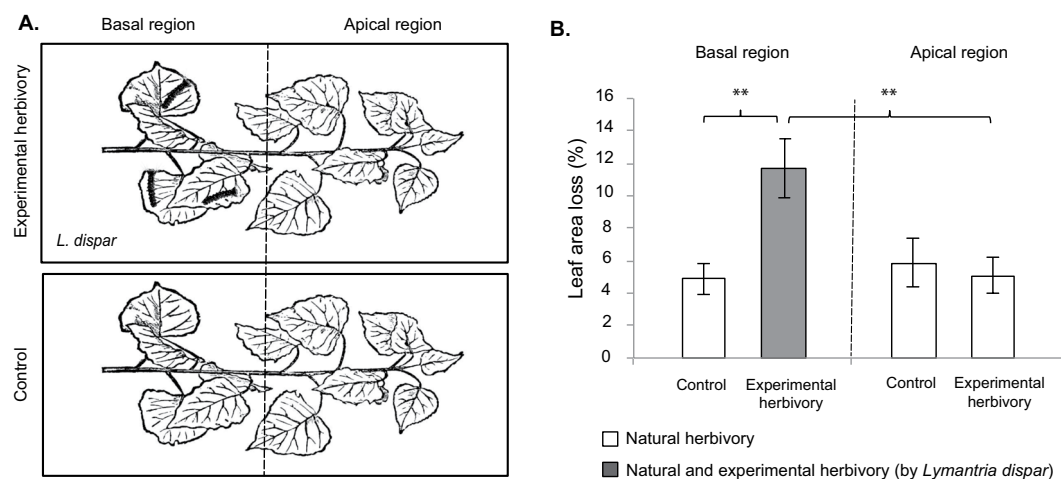 A.
Basal region
Apical region
Experimental herbivory
L. dispar
Control
B.
Basal region
Apical region
**
**
Leaf area loss (%)
16
14
12
10
8
6
4
2
0
Control
Experimental
herbivory
Control
Experimental
herbivory
Natural herbivory
Natural and experimental herbivory (by Lymantria dispar)